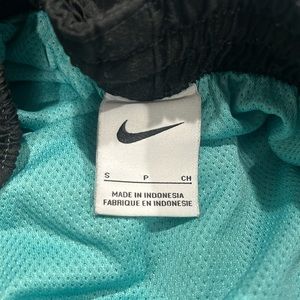 S P CH
MADE IN INDONESIA
FABRIQUE EN INDONESIE